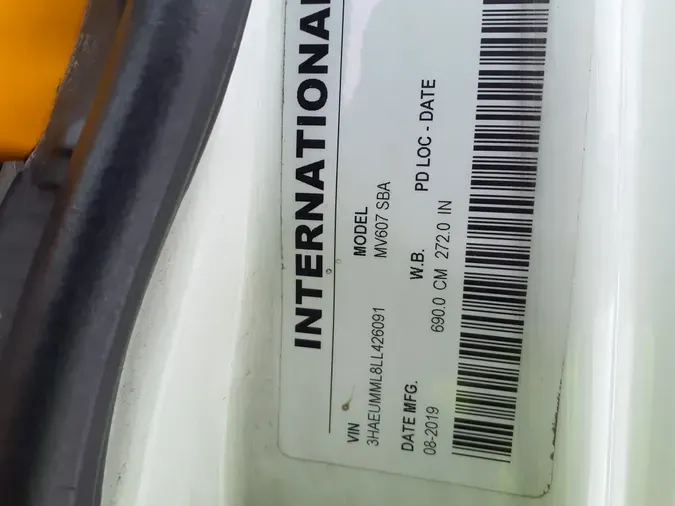 INTERNATIONAL
VIN MODEL
3HAEUMML8LL426091 MV607 SBA
DATE MFG. W.B. PD LOC - DATE
08-2019 690.0 CM 272.0 IN